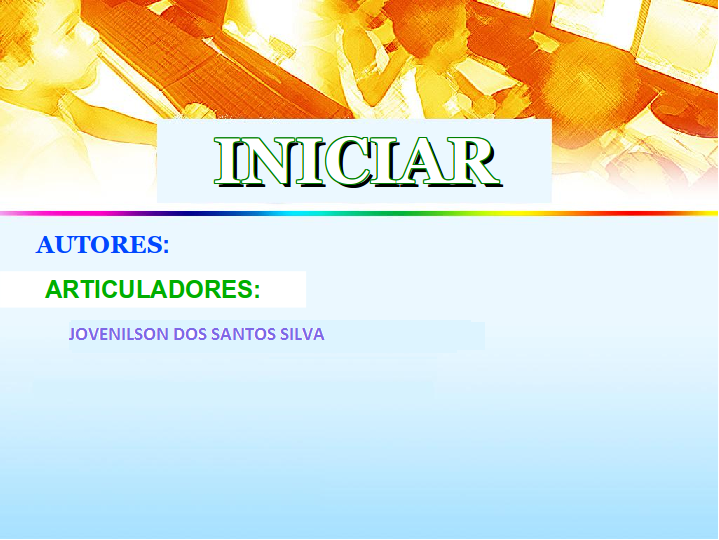 INICIAR
AUTORES:
ARTICULADORES:
JOVENILSON DOS SANTOS SILVA